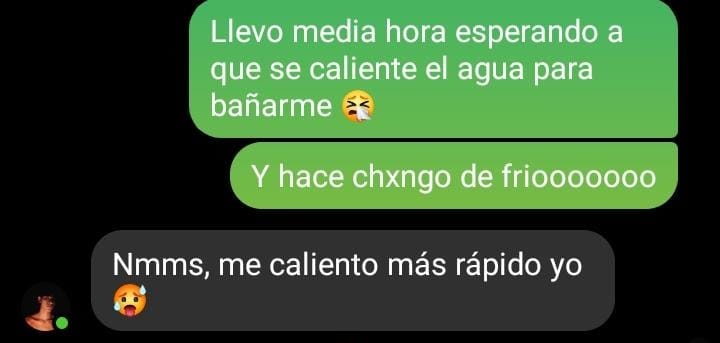 Llevo media hora esperando a
que se caliente el agua para
bañarme 🤧
Y hace chxngo de friooooooo
Nmms, me caliento más rápido yo
🥵